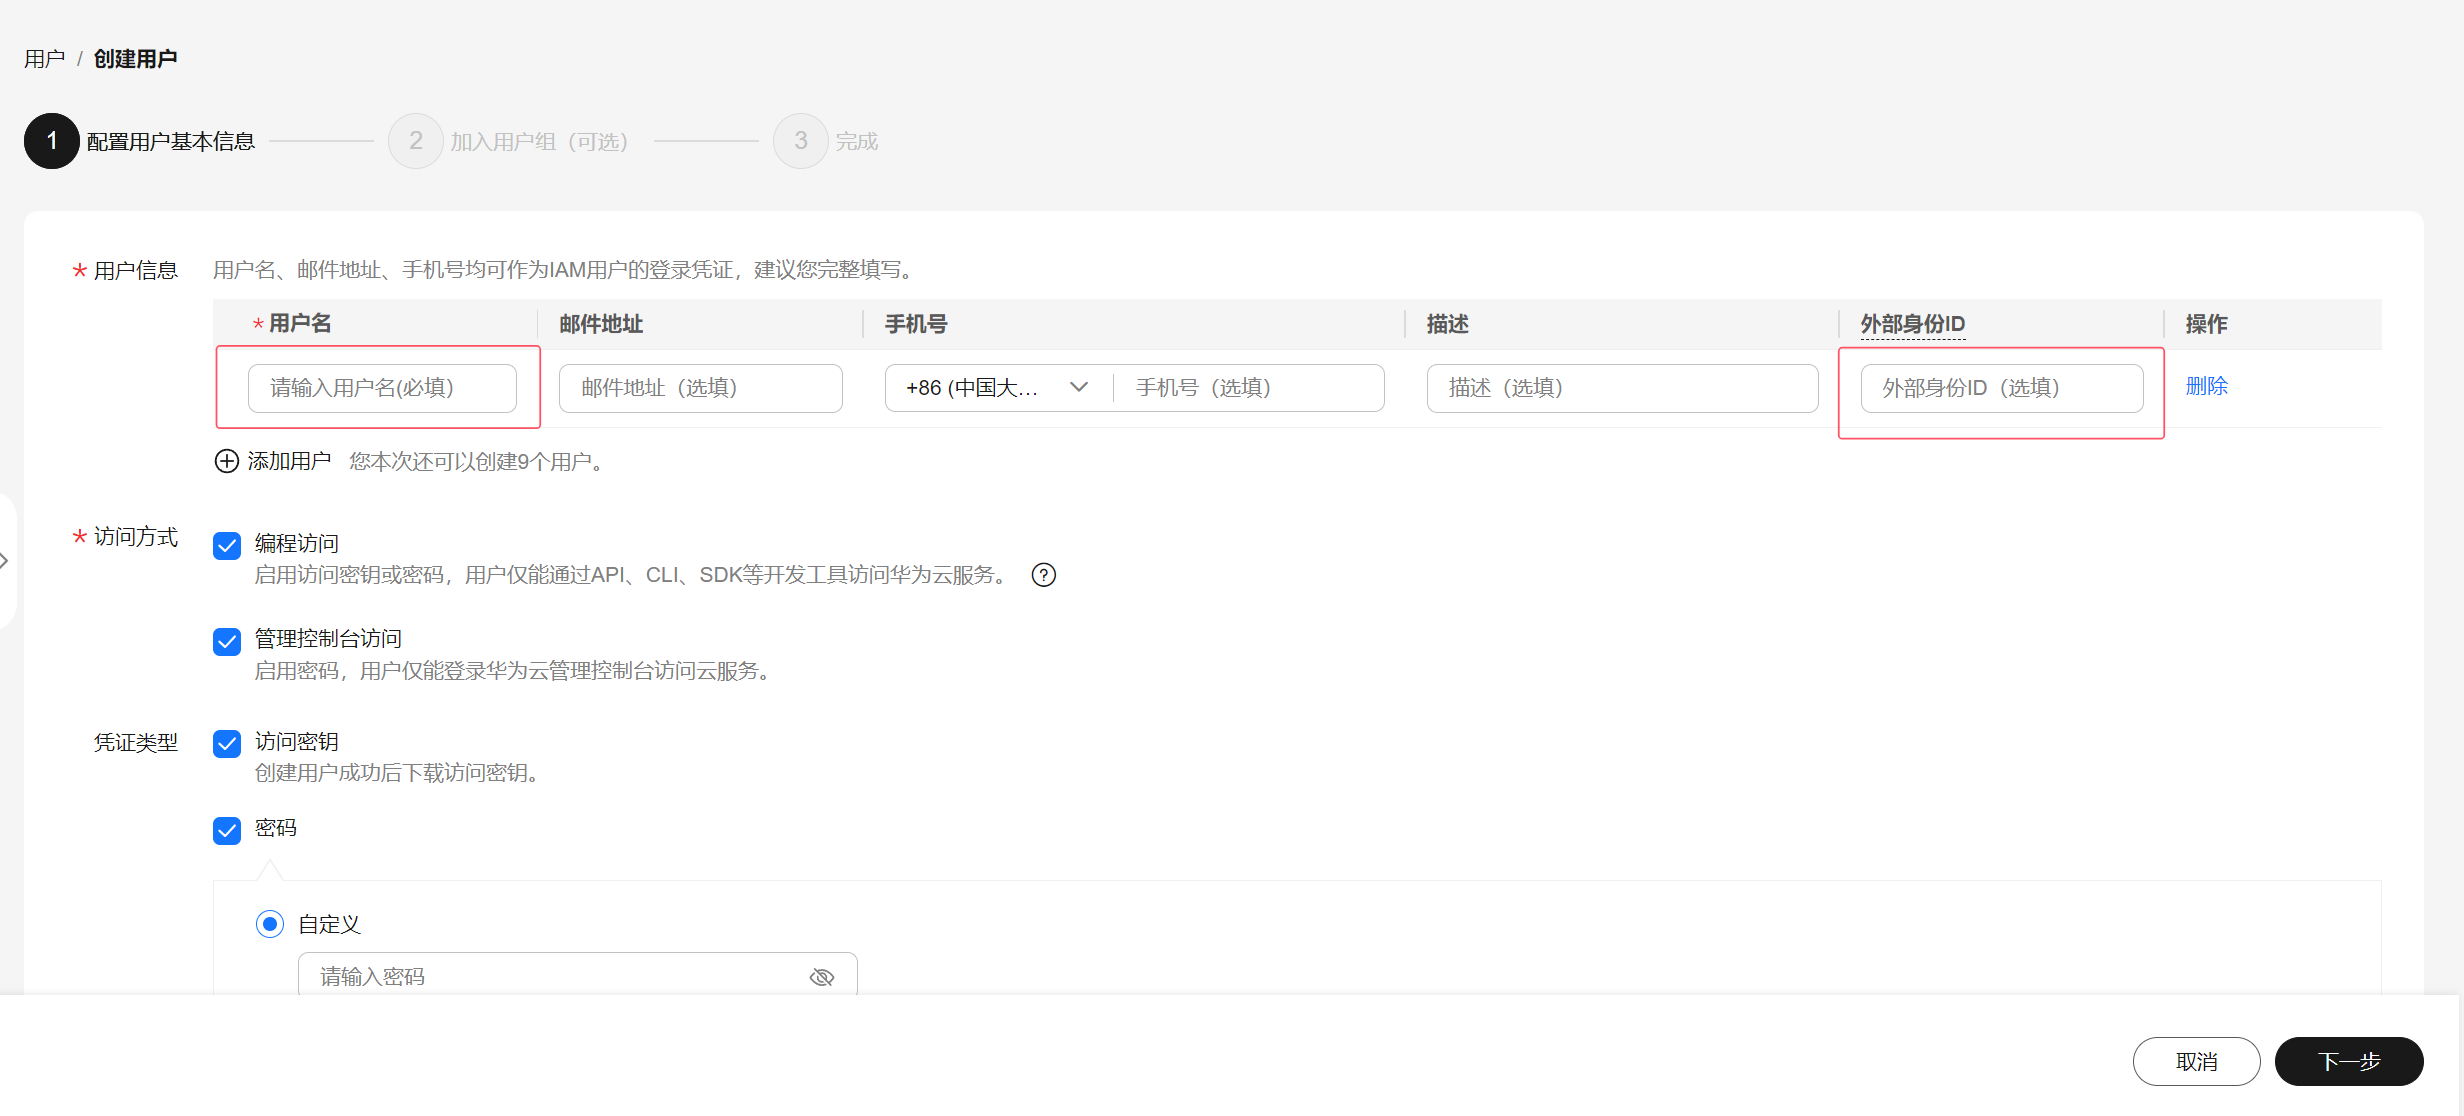 用户 / 创建用户
1 配置用户基本信息 2 加入用户组（可选） 3 完成
* 用户信息 用户名、邮件地址、手机号均可作为IAM用户的登录凭证，建议您完整填写。
* 用户名 邮件地址 手机号 描述 外部身份ID 操作
请输入用户名(必填) 邮件地址（选填） +86 (中国大... 手机号（选填） 描述（选填） 外部身份ID（选填） 删除
添加用户 您本次还可以创建9个用户。
* 访问方式 编程访问
启用访问密钥或密码，用户仅能通过API、CLI、SDK等开发工具访问华为云服务。 ?
管理控制台访问
启用密码，用户仅能登录华为云管理控制台访问云服务。
凭证类型 访问密钥
创建用户成功后下载访问密钥。
密码
自定义
请输入密码
取消 下一步